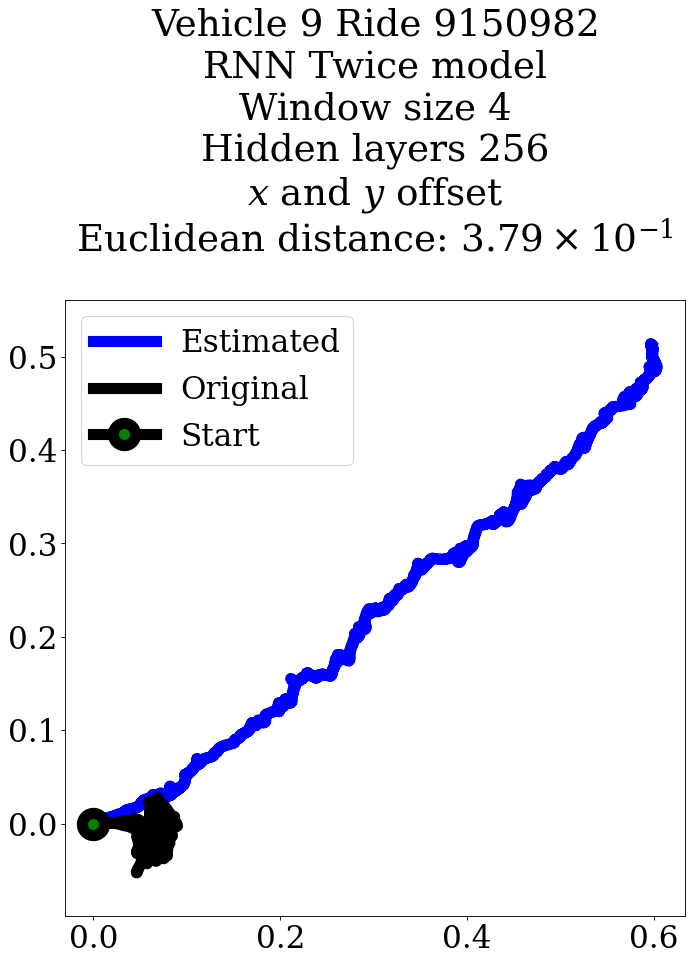 Vehicle 9 Ride 9150982
RNN Twice model
Window size 4
Hidden layers 256
x and y offset
Euclidean distance: 3.79 × 10⁻¹
Estimated
Original
Start
0.5
0.4
0.3
0.2
0.1
0.0
0.0 0.2 0.4 0.6